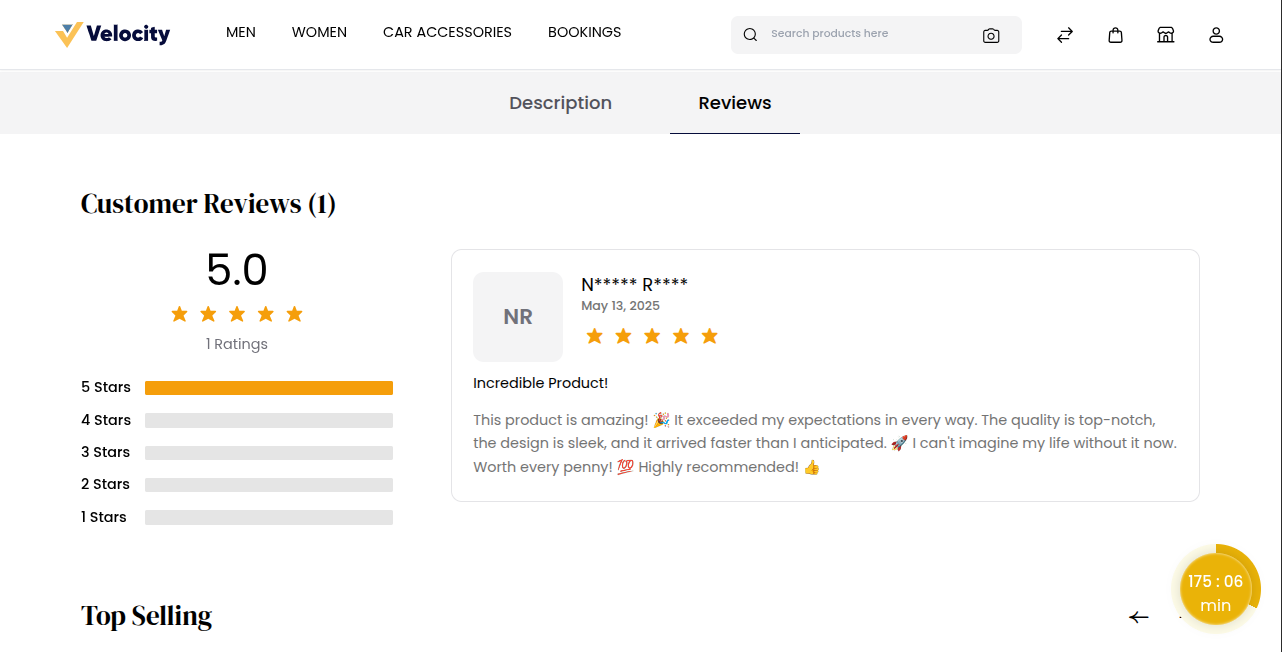 Velocity
MEN
WOMEN
CAR ACCESSORIES
BOOKINGS
Search products here
Description
Reviews
Customer Reviews (1)
5.0
1 Ratings
5 Stars
4 Stars
3 Stars
2 Stars
1 Stars
NR
N***** R****
May 13, 2025
Incredible Product!
This product is amazing! 🎉 It exceeded my expectations in every way. The quality is top-notch,
the design is sleek, and it arrived faster than I anticipated. 🚀 I can't imagine my life without it now.
Worth every penny! 💯 Highly recommended! 👍
175 : 06
min
Top Selling